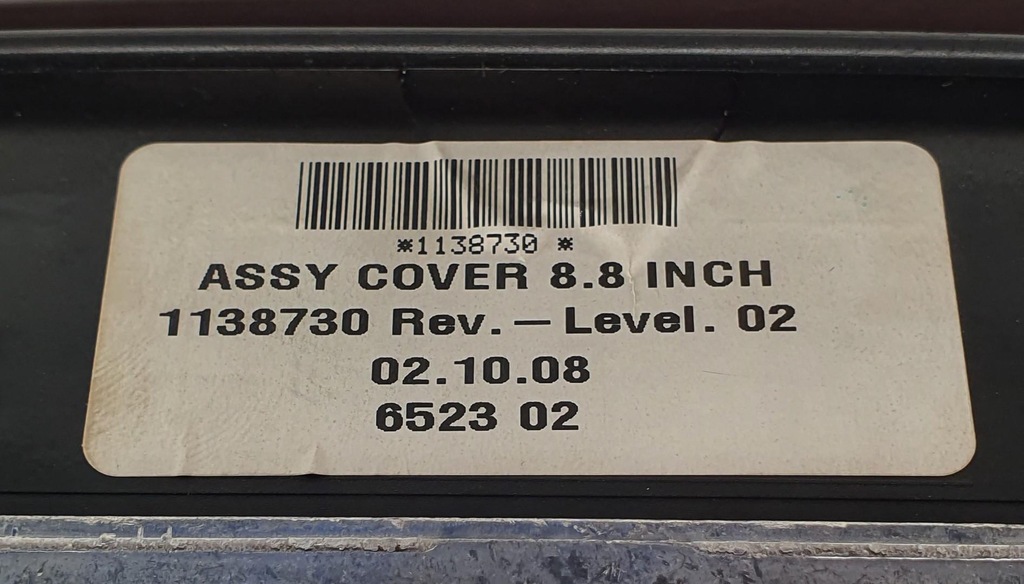 *1138730 *
ASSY COVER 8.8 INCH
1138730 Rev. – Level. 02
02.10.08
6523 02